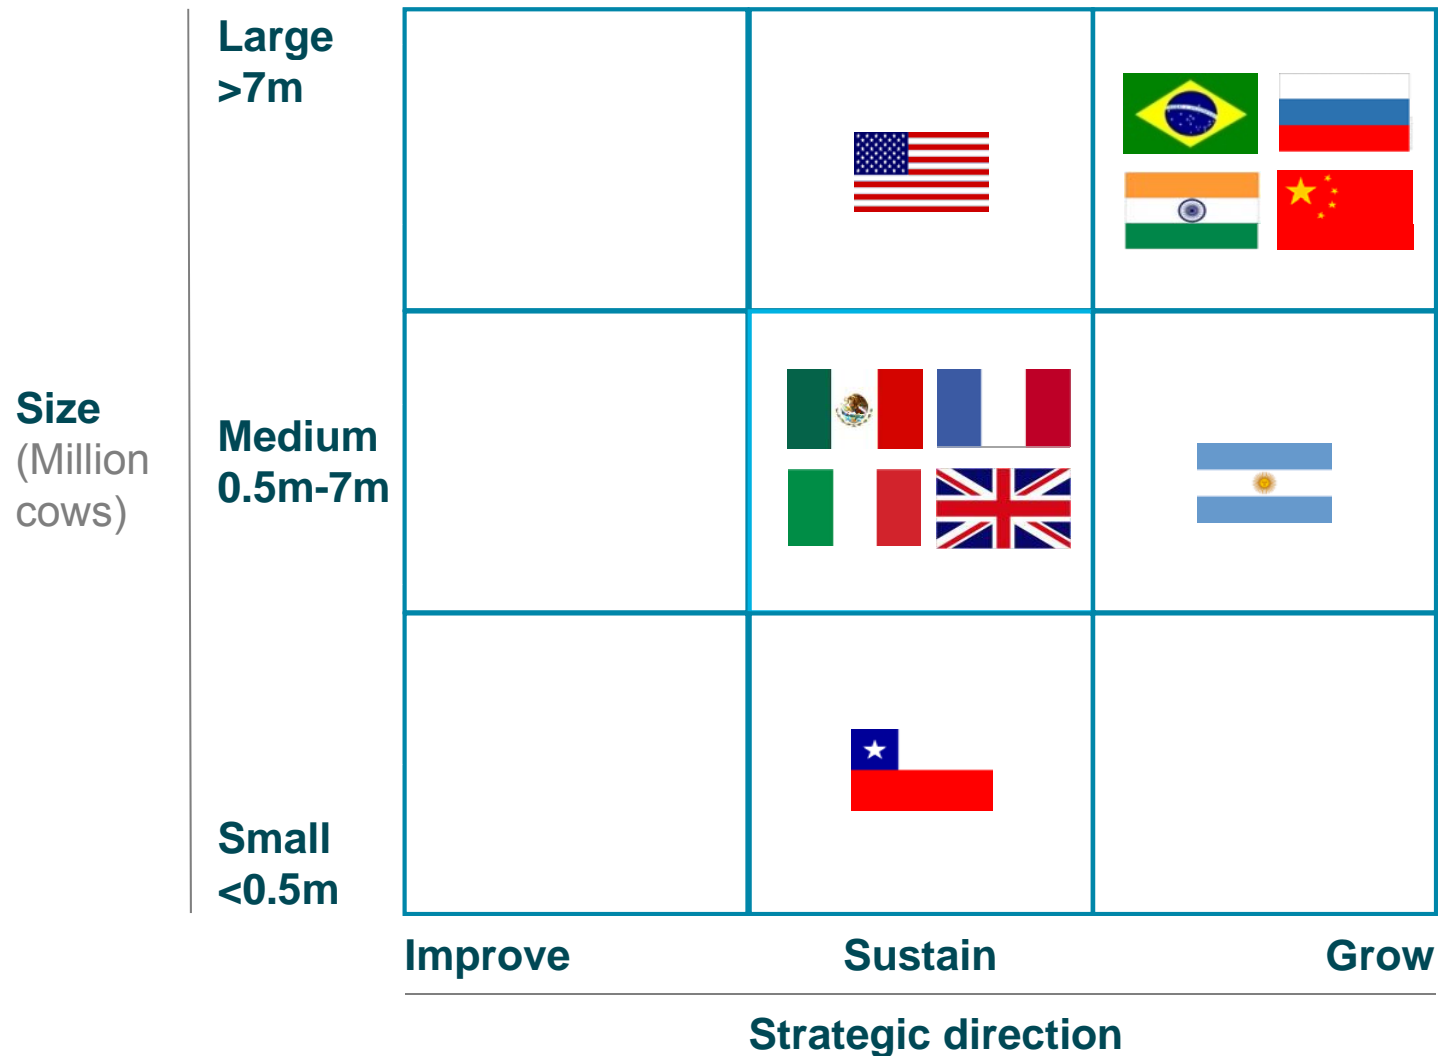 Large
>7m
Size
(Million
cows)
Medium
0.5m-7m
Small
<0.5m
Improve
Sustain
Grow
Strategic direction